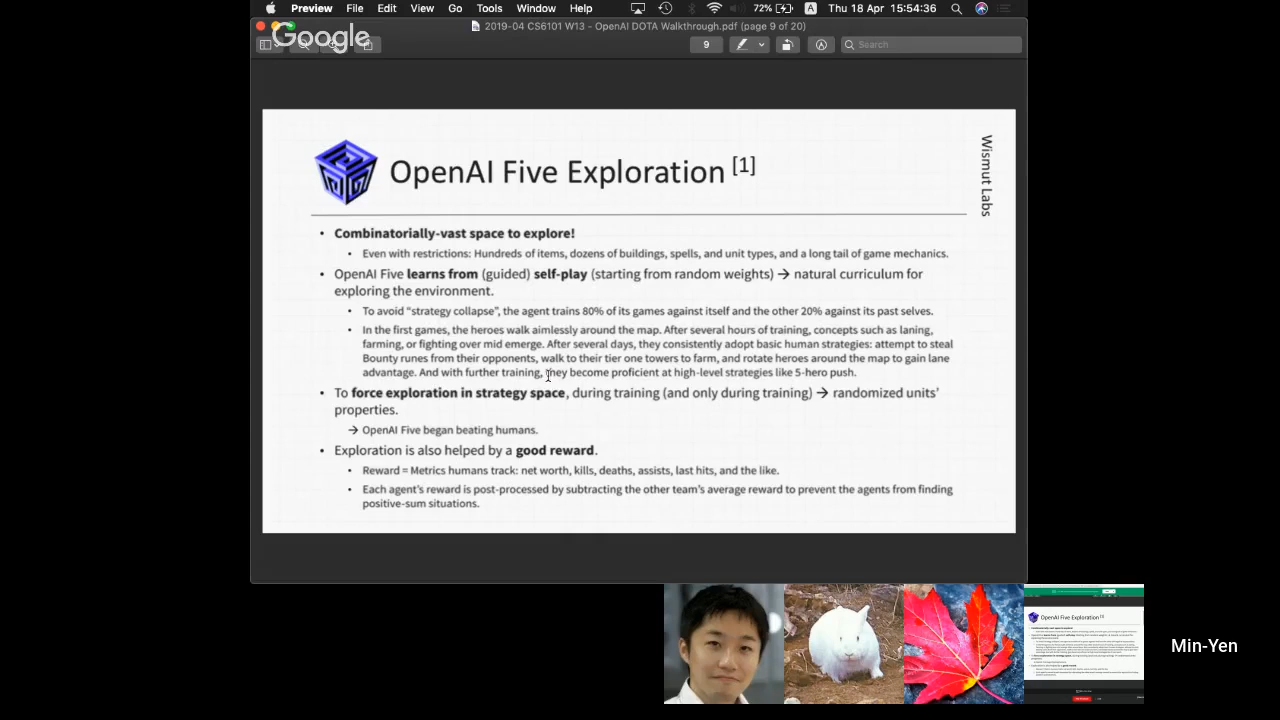 Preview File Edit View Go Tools Window Help 72% A Thu 18 Apr 15:54:36
Google
2019-04 CS6101 W13 - OpenAI DOTA Walkthrough.pdf (page 9 of 20)
9 Search
OpenAI Five Exploration [1]
Wismut Labs
• Combinatorially-vast space to explore!
• Even with restrictions: Hundreds of items, dozens of buildings, spells, and unit types, and a long tail of game mechanics.
• OpenAI Five learns from (guided) self-play (starting from random weights) → natural curriculum for
exploring the environment.
• To avoid “strategy collapse”, the agent trains 80% of its games against itself and the other 20% against its past selves.
• In the first games, the heroes walk aimlessly around the map. After several hours of training, concepts such as laning,
farming, or fighting over mid emerge. After several days, they consistently adopt basic human strategies: attempt to steal
Bounty runes from their opponents, walk to their tier one towers to farm, and rotate heroes around the map to gain lane
advantage. And with further training, they become proficient at high-level strategies like 5-hero push.
• To force exploration in strategy space, during training (and only during training) → randomized units’
properties.
→ OpenAI Five began beating humans.
• Exploration is also helped by a good reward.
• Reward = Metrics humans track: net worth, kills, deaths, assists, last hits, and the like.
• Each agent’s reward is post-processed by subtracting the other team’s average reward to prevent the agents from finding
positive-sum situations.
OpenAI Five Exploration [1]
Min-Yen